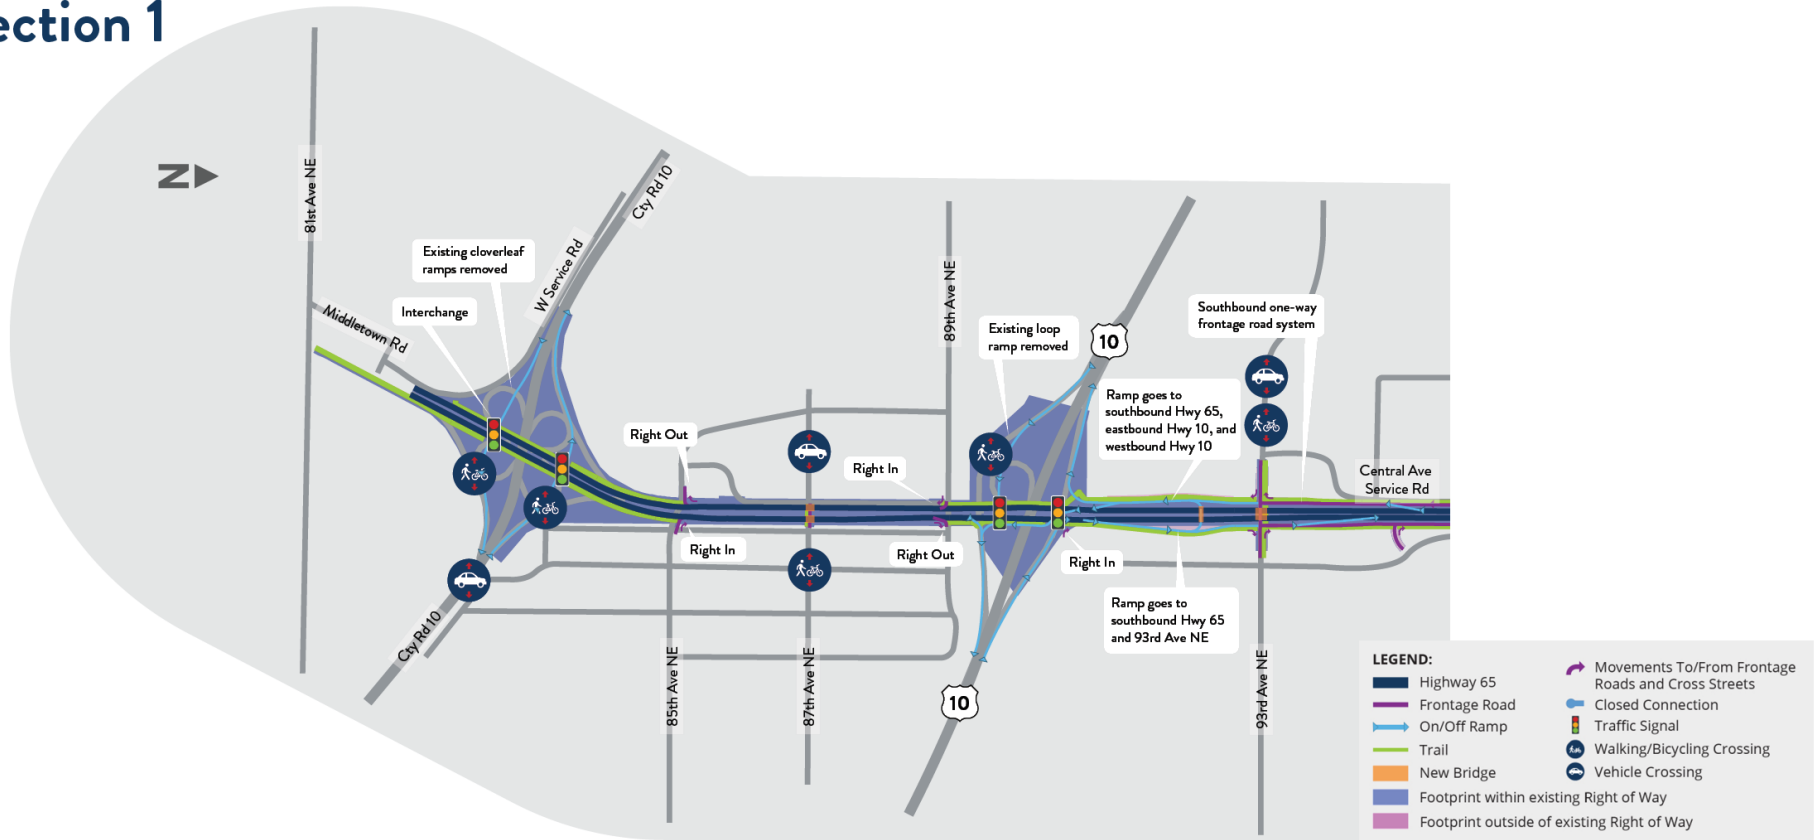 ection 1
N
81st Ave NE
Cty Rd 10
W Service Rd
Existing cloverleaf
ramps removed
Interchange
Middletown Rd
89th Ave NE
Existing loop
ramp removed
10
Southbound one-way
frontage road system
Ramp goes to
southbound Hwy 65,
eastbound Hwy 10, and
westbound Hwy 10
Right Out
Right In
Central Ave
Service Rd
Right In
Right Out
Right In
Ramp goes to
southbound Hwy 65
and 93rd Ave NE
Cty Rd 10
85th Ave NE
87th Ave NE
10
93rd Ave NE
LEGEND:
Highway 65
Frontage Road
On/Off Ramp
Trail
New Bridge
Footprint within existing Right of Way
Footprint outside of existing Right of Way
Movements To/From Frontage
Roads and Cross Streets
Closed Connection
Traffic Signal
Walking/Bicycling Crossing
Vehicle Crossing